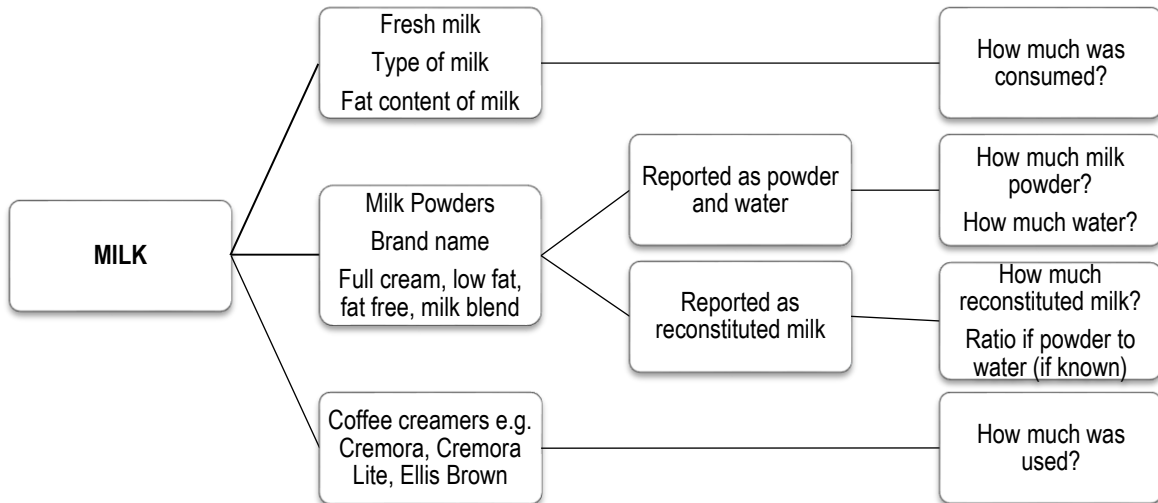 MILK
Fresh milk
Type of milk
Fat content of milk
How much was
consumed?
Milk Powders
Brand name
Full cream, low fat,
fat free, milk blend
Reported as powder
and water
How much milk
powder?
How much water?
Reported as
reconstituted milk
How much
reconstituted milk?
Ratio if powder to
water (if known)
Coffee creamers e.g.
Cremora, Cremora
Lite, Ellis Brown
How much was
used?